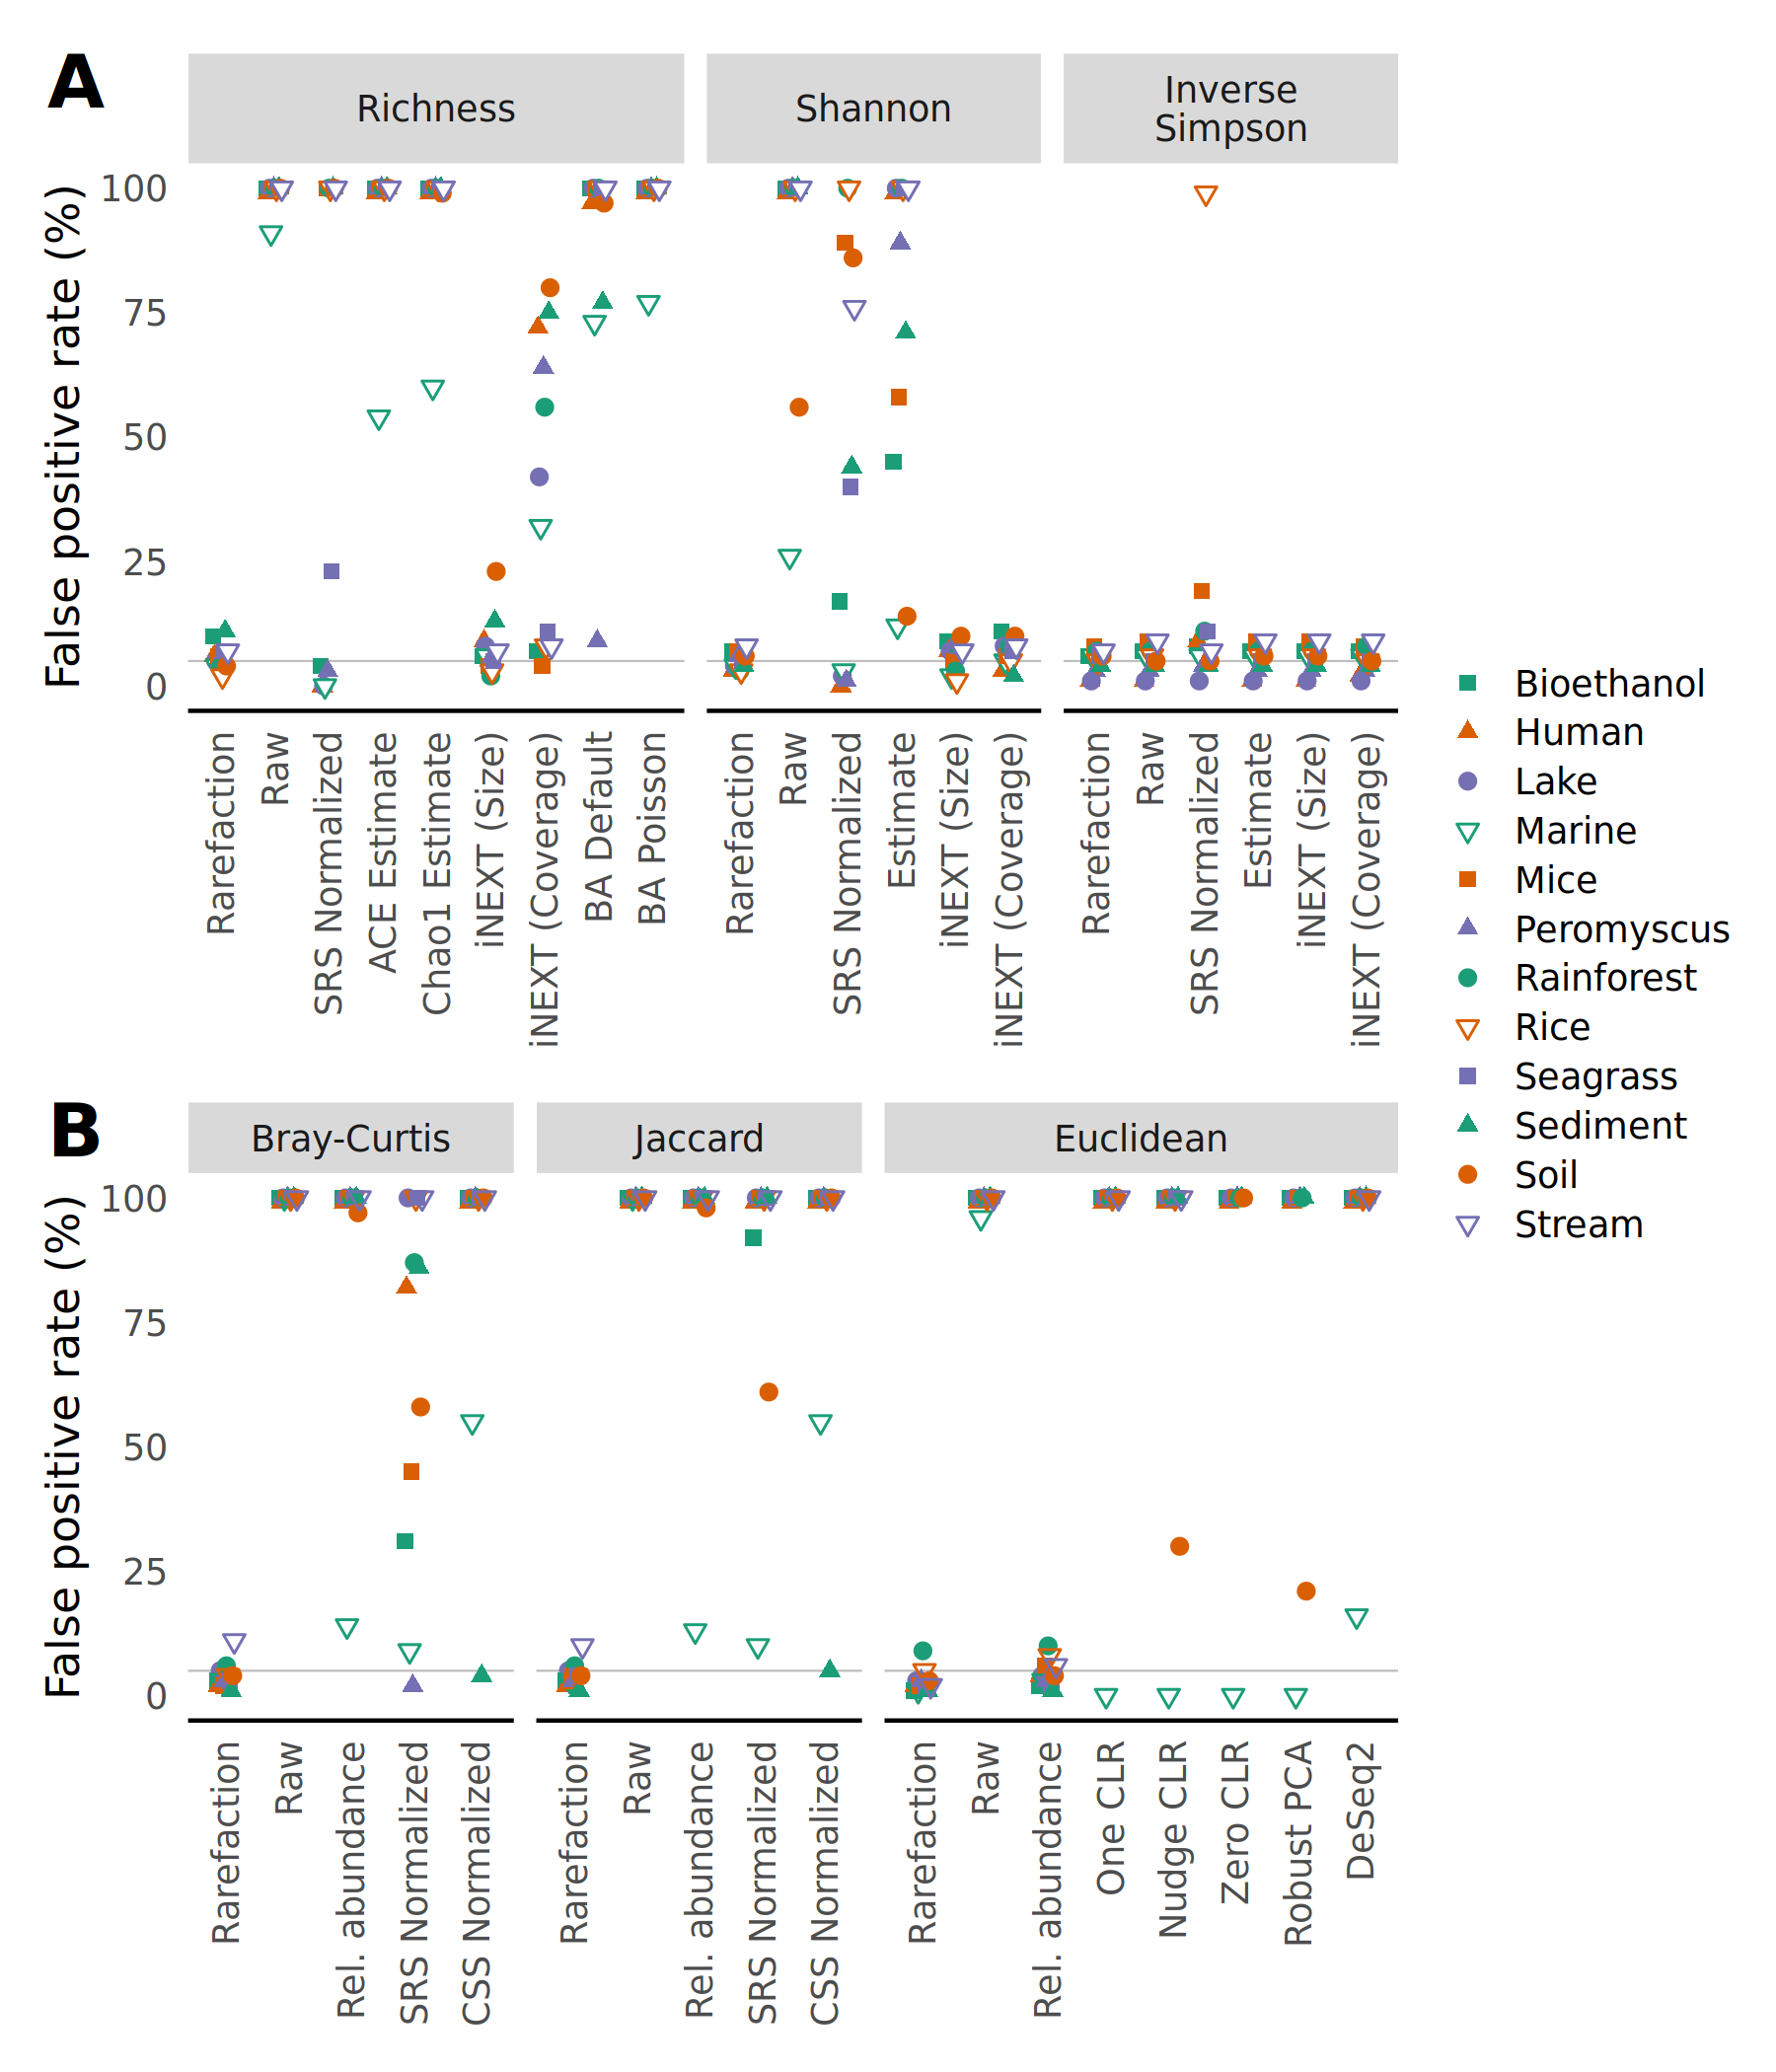 A
Richness
Shannon
Inverse
Simpson
False positive rate (%)
100
75
50
25
0
Rarefaction
Raw
SRS Normalized
ACE Estimate
Chao1 Estimate
iNEXT (Size)
iNEXT (Coverage)
BA Default
BA Poisson
Rarefaction
Raw
SRS Normalized
Estimate
iNEXT (Size)
iNEXT (Coverage)
Rarefaction
Raw
SRS Normalized
Estimate
iNEXT (Size)
iNEXT (Coverage)
Bioethanol
Human
Lake
Marine
Mice
Peromyscus
Rainforest
Rice
Seagrass
Sediment
Soil
Stream
B
Bray-Curtis
Jaccard
Euclidean
False positive rate (%)
100
75
50
25
0
Rarefaction
Raw
Rel. abundance
SRS Normalized
CSS Normalized
Rarefaction
Raw
Rel. abundance
SRS Normalized
CSS Normalized
Rarefaction
Raw
Rel. abundance
One CLR
Nudge CLR
Zero CLR
Robust PCA
DeSeq2